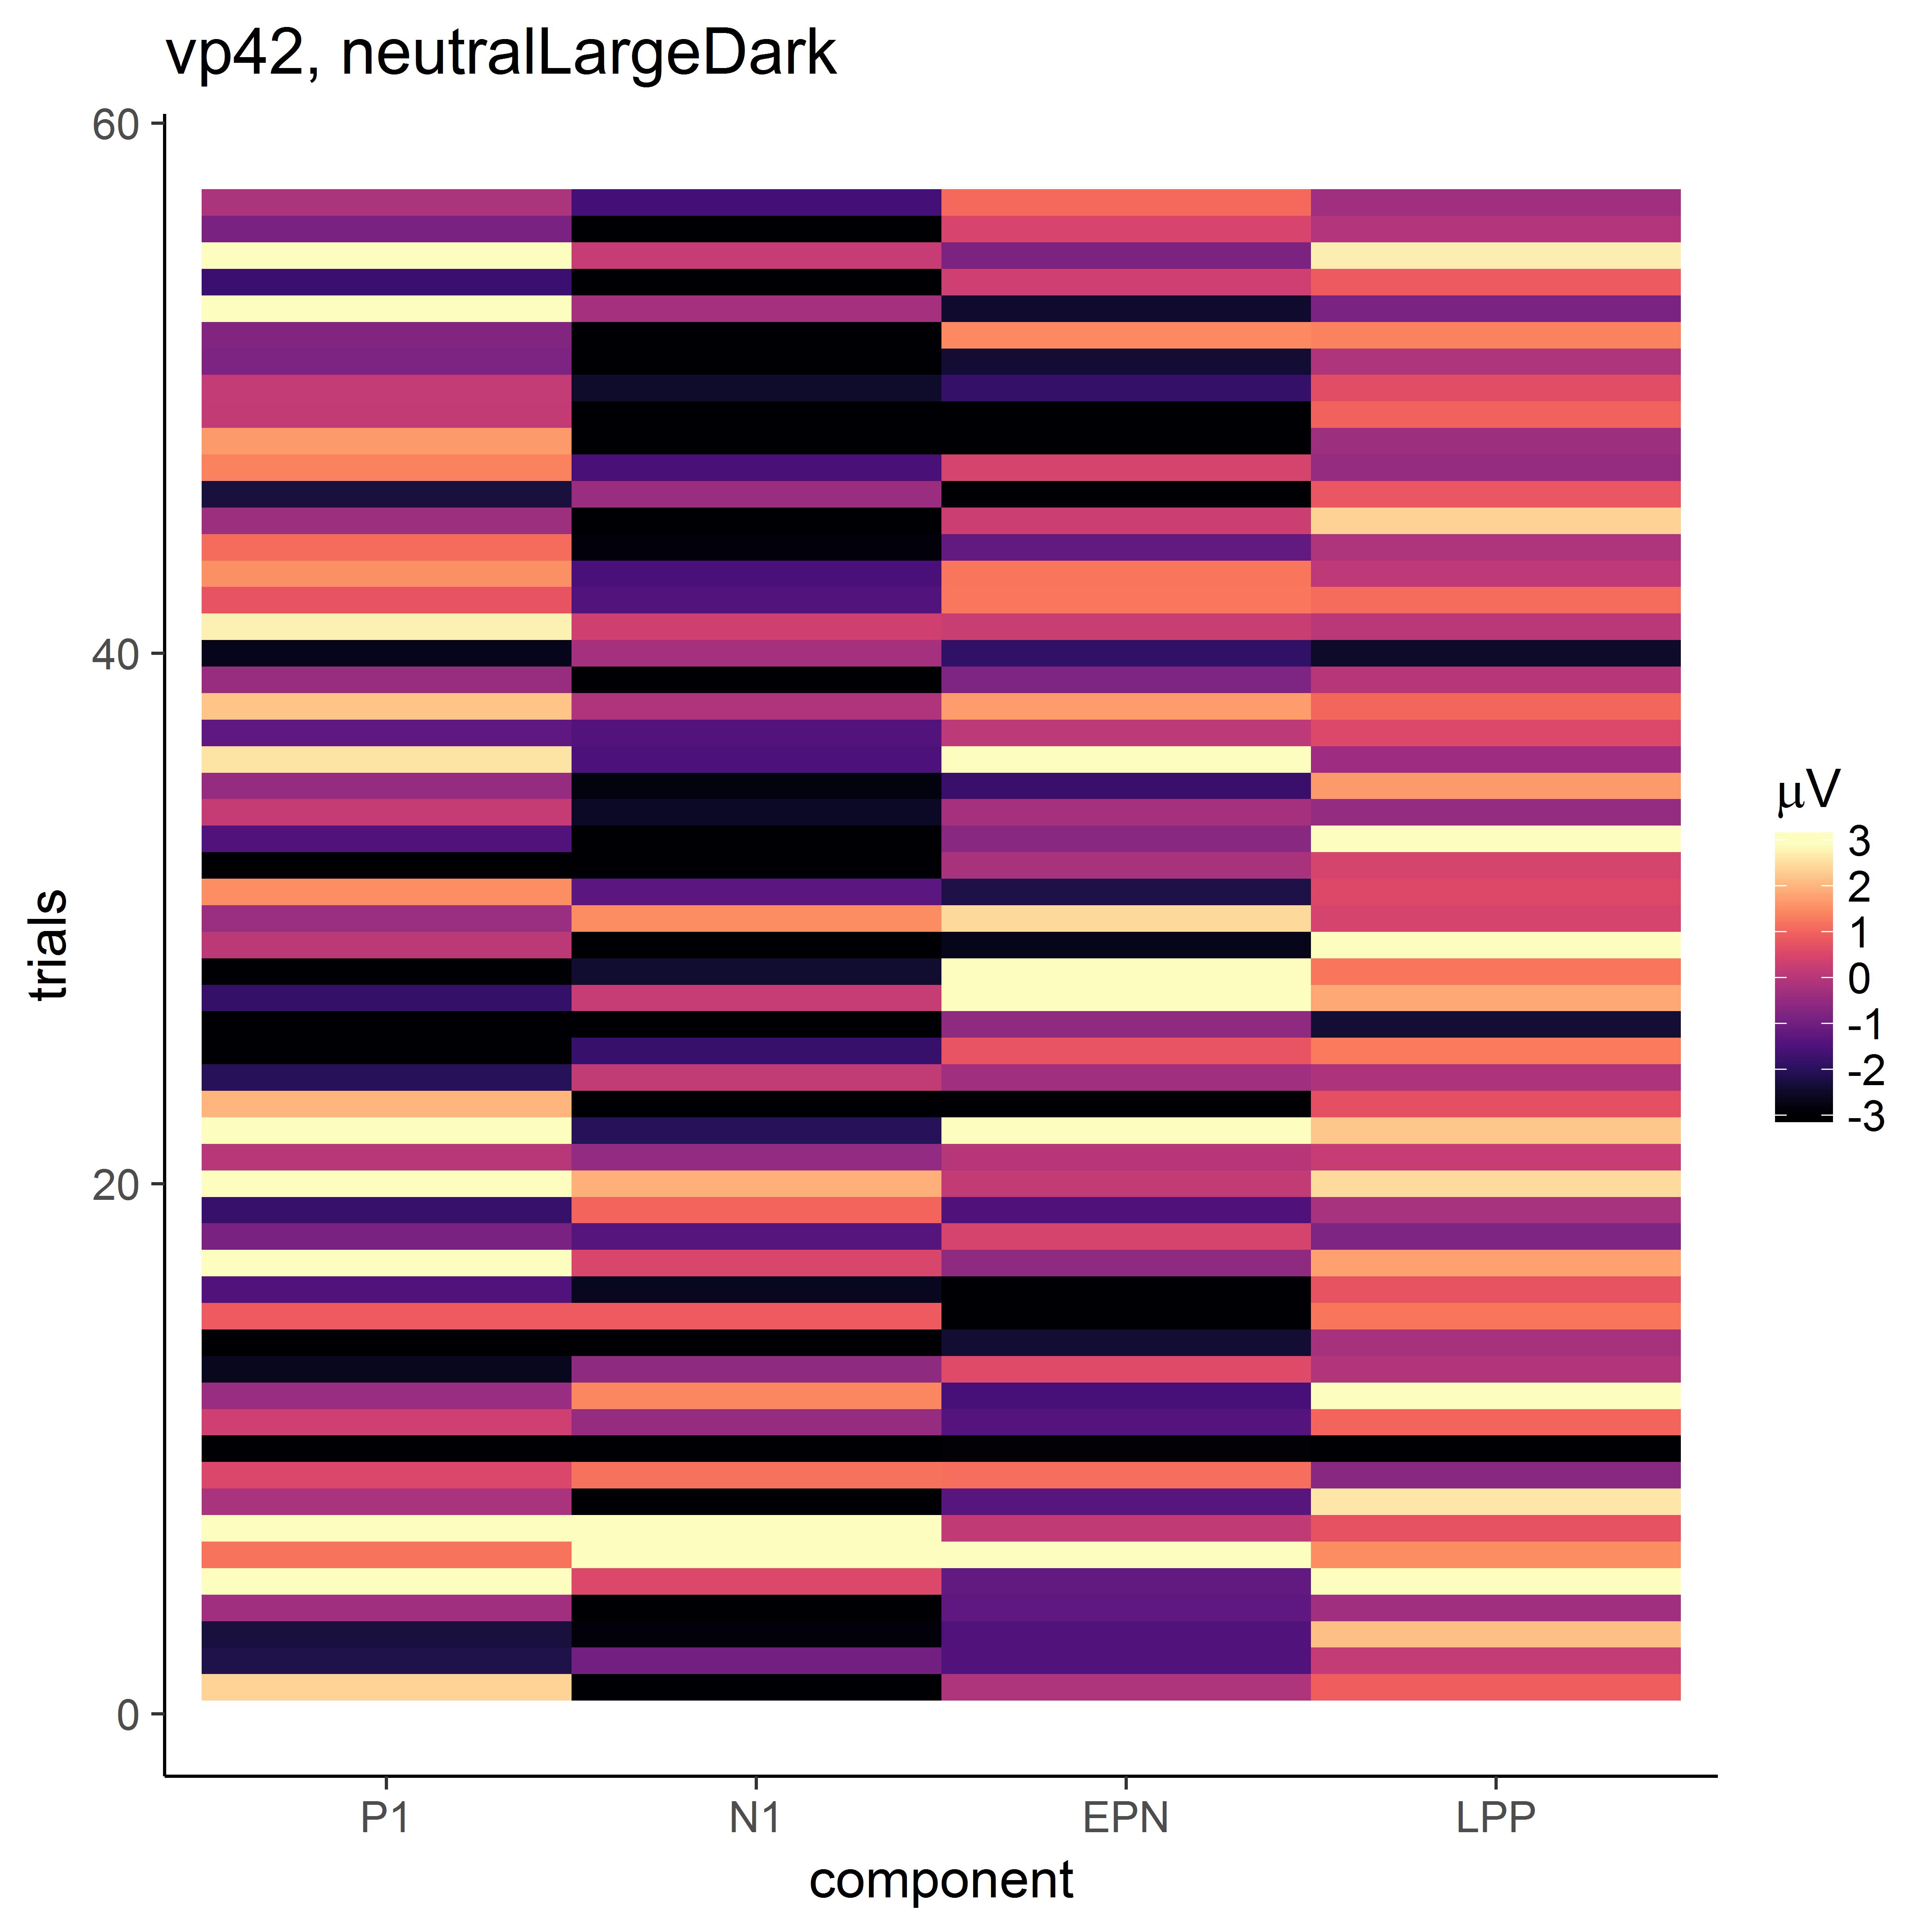 vp42, neutralLargeDark
60
40
20
0
trials
P1 N1 EPN LPP
component
μV
3
2
1
0
-1
-2
-3